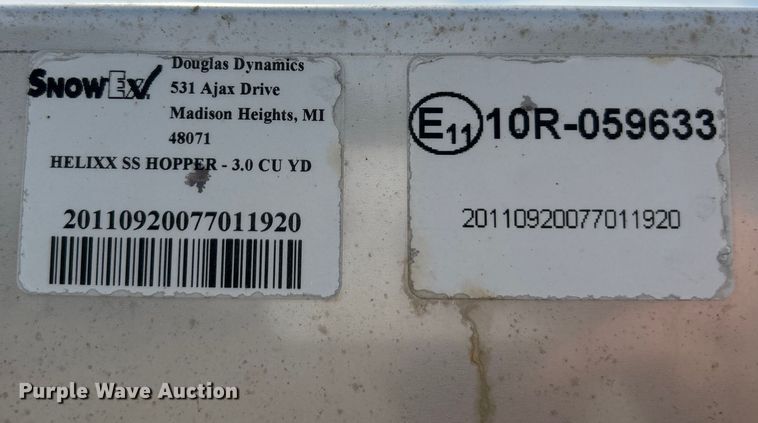 SNOWEX
Douglas Dynamics
531 Ajax Drive
Madison Heights, MI
48071
HELIXX SS HOPPER - 3.0 CU YD
20110920077011920
E11 10R-059633
20110920077011920
Purple Wave Auction